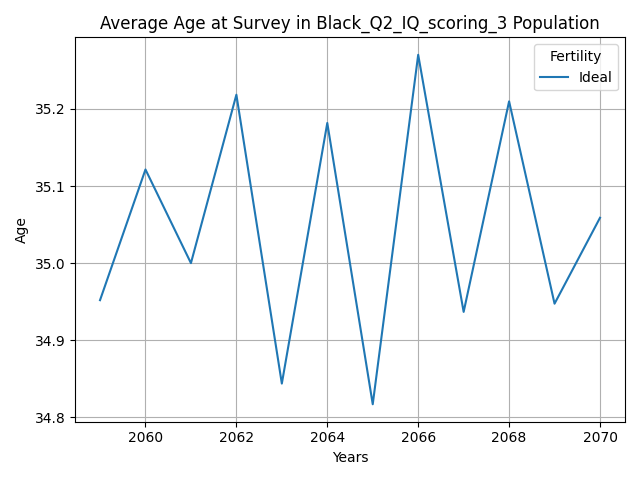 Average Age at Survey in Black_Q2_IQ_scoring_3 Population
Fertility
Ideal
35.2
35.1
35.0
34.9
34.8
Age
2060 2062 2064 2066 2068 2070
Years